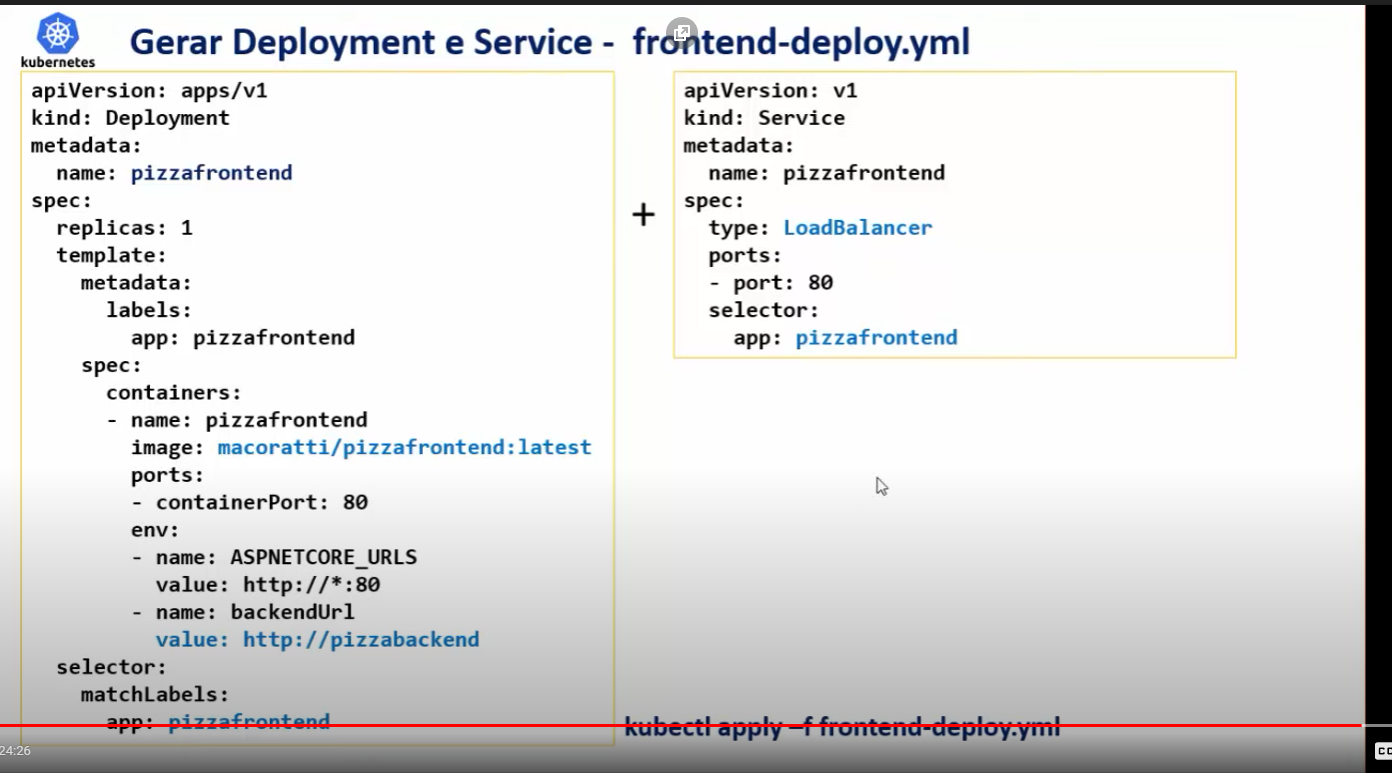 kubernetes
Gerar Deployment e Service - frontend-deploy.yml
apiVersion: apps/v1
kind: Deployment
metadata:
  name: pizzafrontend
spec:
  replicas: 1
  template:
    metadata:
      labels:
        app: pizzafrontend
    spec:
      containers:
      - name: pizzafrontend
        image: macoratti/pizzafrontend:latest
        ports:
        - containerPort: 80
        env:
        - name: ASPNETCORE_URLS
          value: http://*:80
        - name: backendUrl
          value: http://pizzabackend
  selector:
    matchLabels:
      app: pizzafrontend
+
apiVersion: v1
kind: Service
metadata:
  name: pizzafrontend
spec:
  type: LoadBalancer
  ports:
  - port: 80
  selector:
    app: pizzafrontend
kubectl apply –f frontend-deploy.yml
24:26
CC